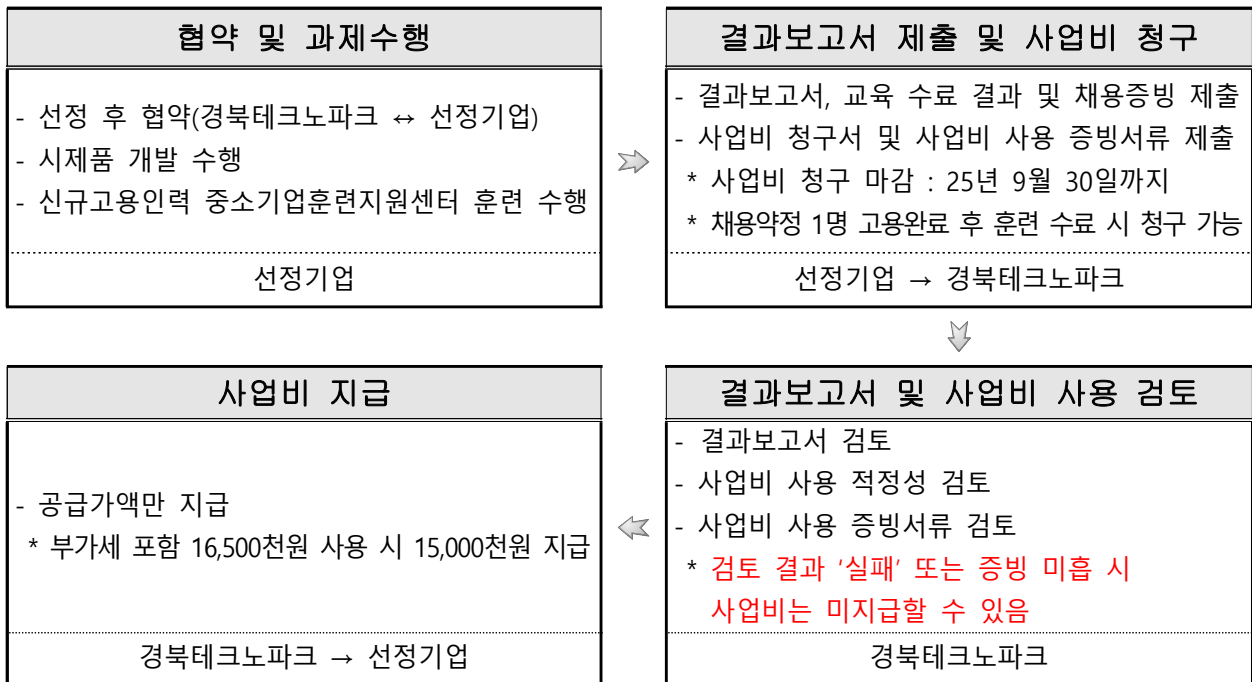 협약 및 과제수행
- 선정 후 협약(경북테크노파크 ↔ 선정기업)
- 시제품 개발 수행
- 신규고용인력 중소기업훈련지원센터 훈련 수행
선정기업
결과보고서 제출 및 사업비 청구
- 결과보고서, 교육 수료 결과 및 채용증빙 제출
- 사업비 청구서 및 사업비 사용 증빙서류 제출
* 사업비 청구 마감 : 25년 9월 30일까지
* 채용약정 1명 고용완료 후 훈련 수료 시 청구 가능
선정기업 → 경북테크노파크
결과보고서 및 사업비 사용 검토
- 결과보고서 검토
- 사업비 사용 적정성 검토
- 사업비 사용 증빙서류 검토
* 검토 결과 '실패' 또는 증빙 미흡 시
사업비는 미지급할 수 있음
경북테크노파크
사업비 지급
- 공급가액만 지급
* 부가세 포함 16,500천원 사용 시 15,000천원 지급
경북테크노파크 → 선정기업